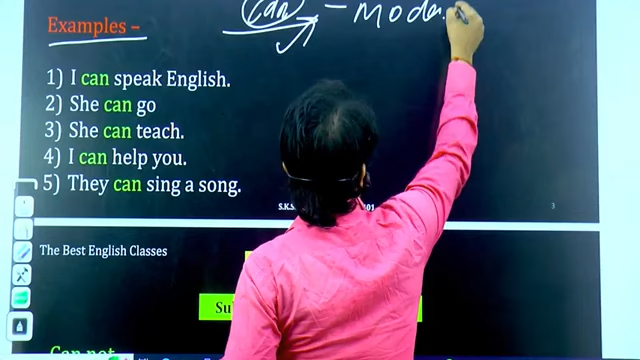 can - Moda
Examples –
1) I can speak English.
2) She can go
3) She can teach.
4) I can help you.
5) They can sing a song.
3
The Best English Classes
Can not